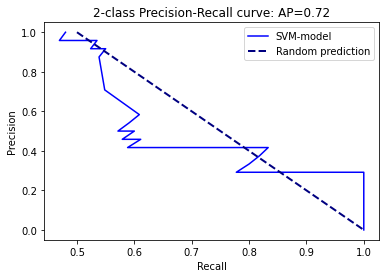 2-class Precision-Recall curve: AP=0.72
SVM-model
Random prediction
Precision
1.0
0.8
0.6
0.4
0.2
0.0
0.5
0.6
0.7
0.8
0.9
1.0
Recall